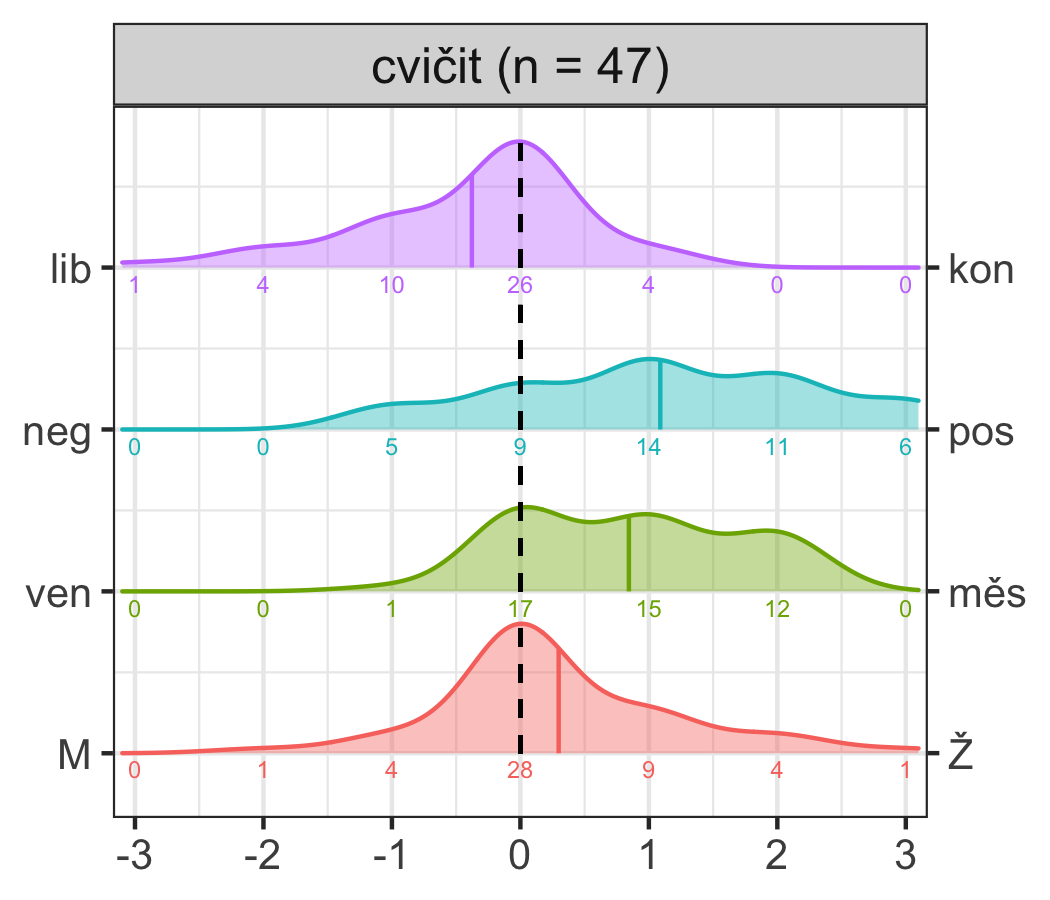 cvičit (n = 47)
lib kon
1 4 10 26 4 0 0
neg pos
0 0 5 9 14 11 6
ven měs
0 0 1 17 15 12 0
M Ž
0 1 4 28 9 4 1
-3 -2 -1 0 1 2 3